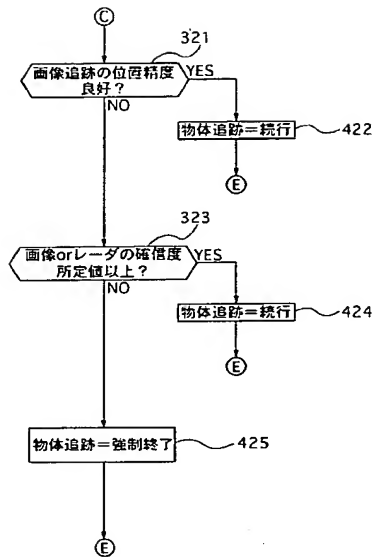 C
321
画像追跡の位置精度
良好?
YES
NO
物体追跡=続行
422
E
323
画像orレーダの確信度
所定値以上?
YES
NO
物体追跡=続行
424
E
物体追跡=強制終了
425
E